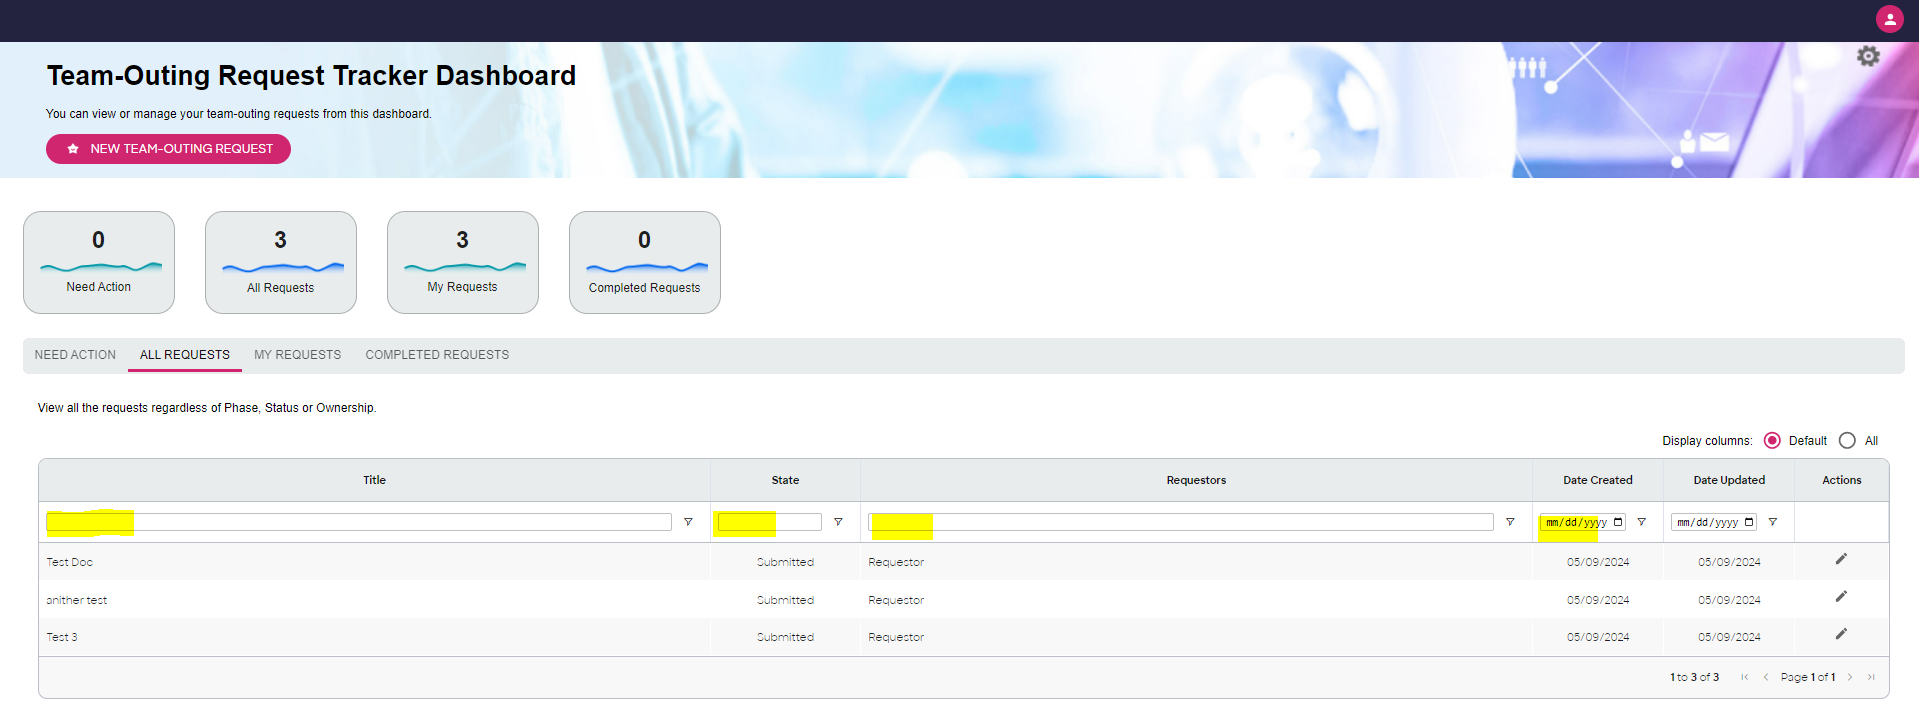 Team-Outing Request Tracker Dashboard
You can view or manage your team-outing requests from this dashboard.
NEW TEAM-OUTING REQUEST
0 3 3 0
Need Action All Requests My Requests Completed Requests
NEED ACTION ALL REQUESTS MY REQUESTS COMPLETED REQUESTS
View all the requests regardless of Phase, Status or Ownership.
Display columns: Default All
Title State Requestors Date Created Date Updated Actions
mm/dd/yyyy mm/dd/yyyy
Test Doc Submitted Requestor 05/09/2024 05/09/2024
anither test Submitted Requestor 05/09/2024 05/09/2024
Test 3 Submitted Requestor 05/09/2024 05/09/2024
1 to 3 of 3 Page 1 of 1